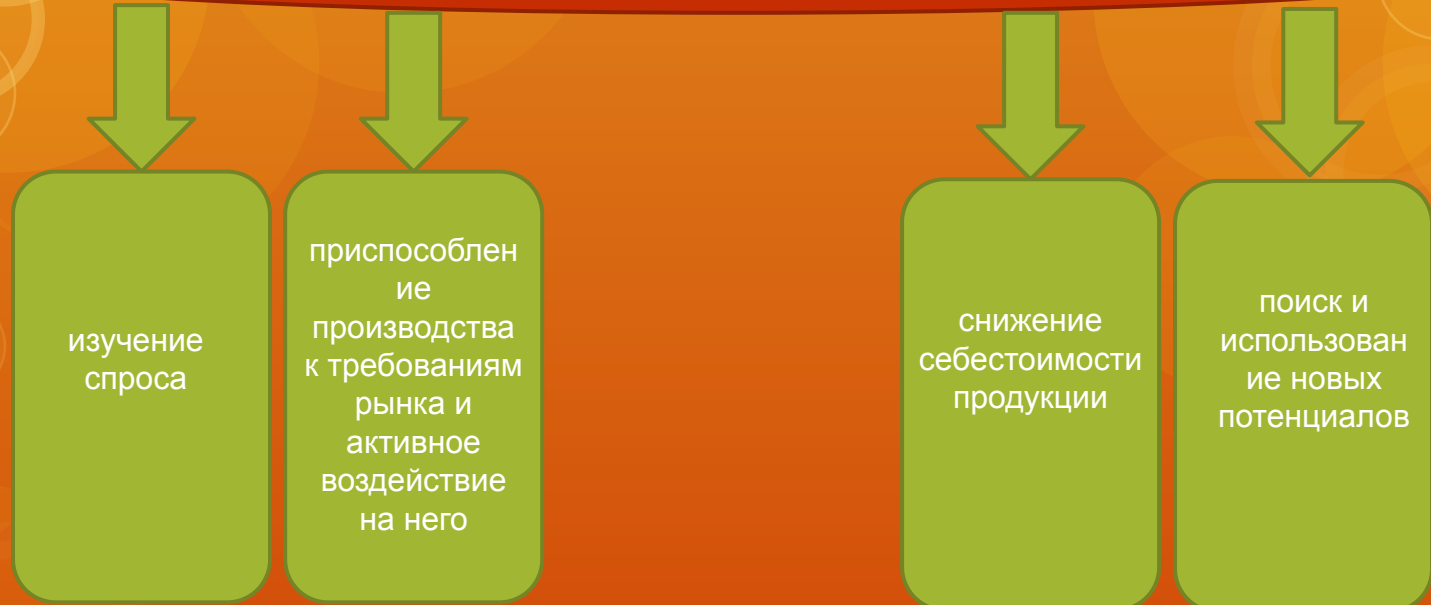 изучение
спроса
приспособлен
ие
производства
к требованиям
рынка и
активное
воздействие
на него
снижение
себестоимости
продукции
поиск и
использован
ие новых
потенциалов